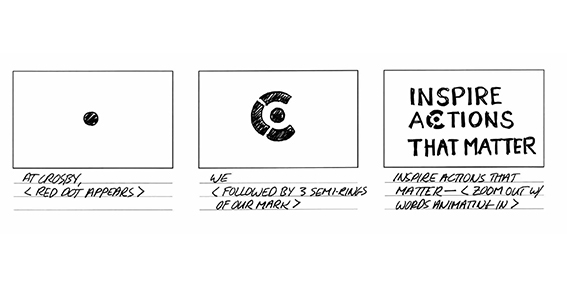 INSPIRE
ACTIONS
THAT MATTER
AT CROSBY,
< RED DOT APPEARS >
WE
< FOLLOWED BY 3 SEMI-RINGS
OF OUR MARK >
INSPIRE ACTIONS THAT
MATTER — < ZOOM OUT W/
WORDS ANIMATING IN >